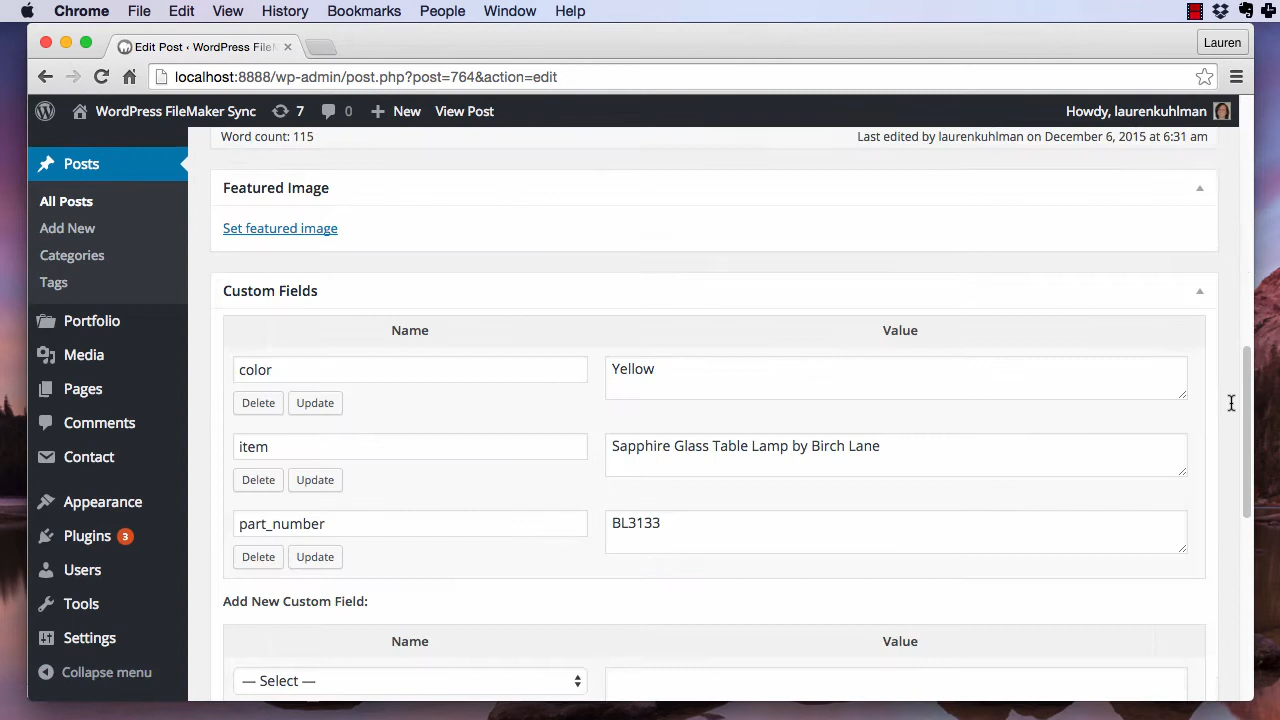 Chrome File Edit View History Bookmarks People Window Help
Edit Post ‹ WordPress FileM
Lauren
localhost:8888/wp-admin/post.php?post=764&action=edit
WordPress FileMaker Sync 7 0 New View Post Howdy, laurenkuhlman
Word count: 115 Last edited by laurenkuhlman on December 6, 2015 at 6:31 am
Posts
All Posts
Add New
Categories
Tags
Portfolio
Media
Pages
Comments
Contact
Appearance
Plugins 3
Users
Tools
Settings
Collapse menu
Featured Image
Set featured image
Custom Fields
Name Value
color Yellow
Delete Update
item Sapphire Glass Table Lamp by Birch Lane
Delete Update
part_number BL3133
Delete Update
Add New Custom Field:
Name Value
— Select —